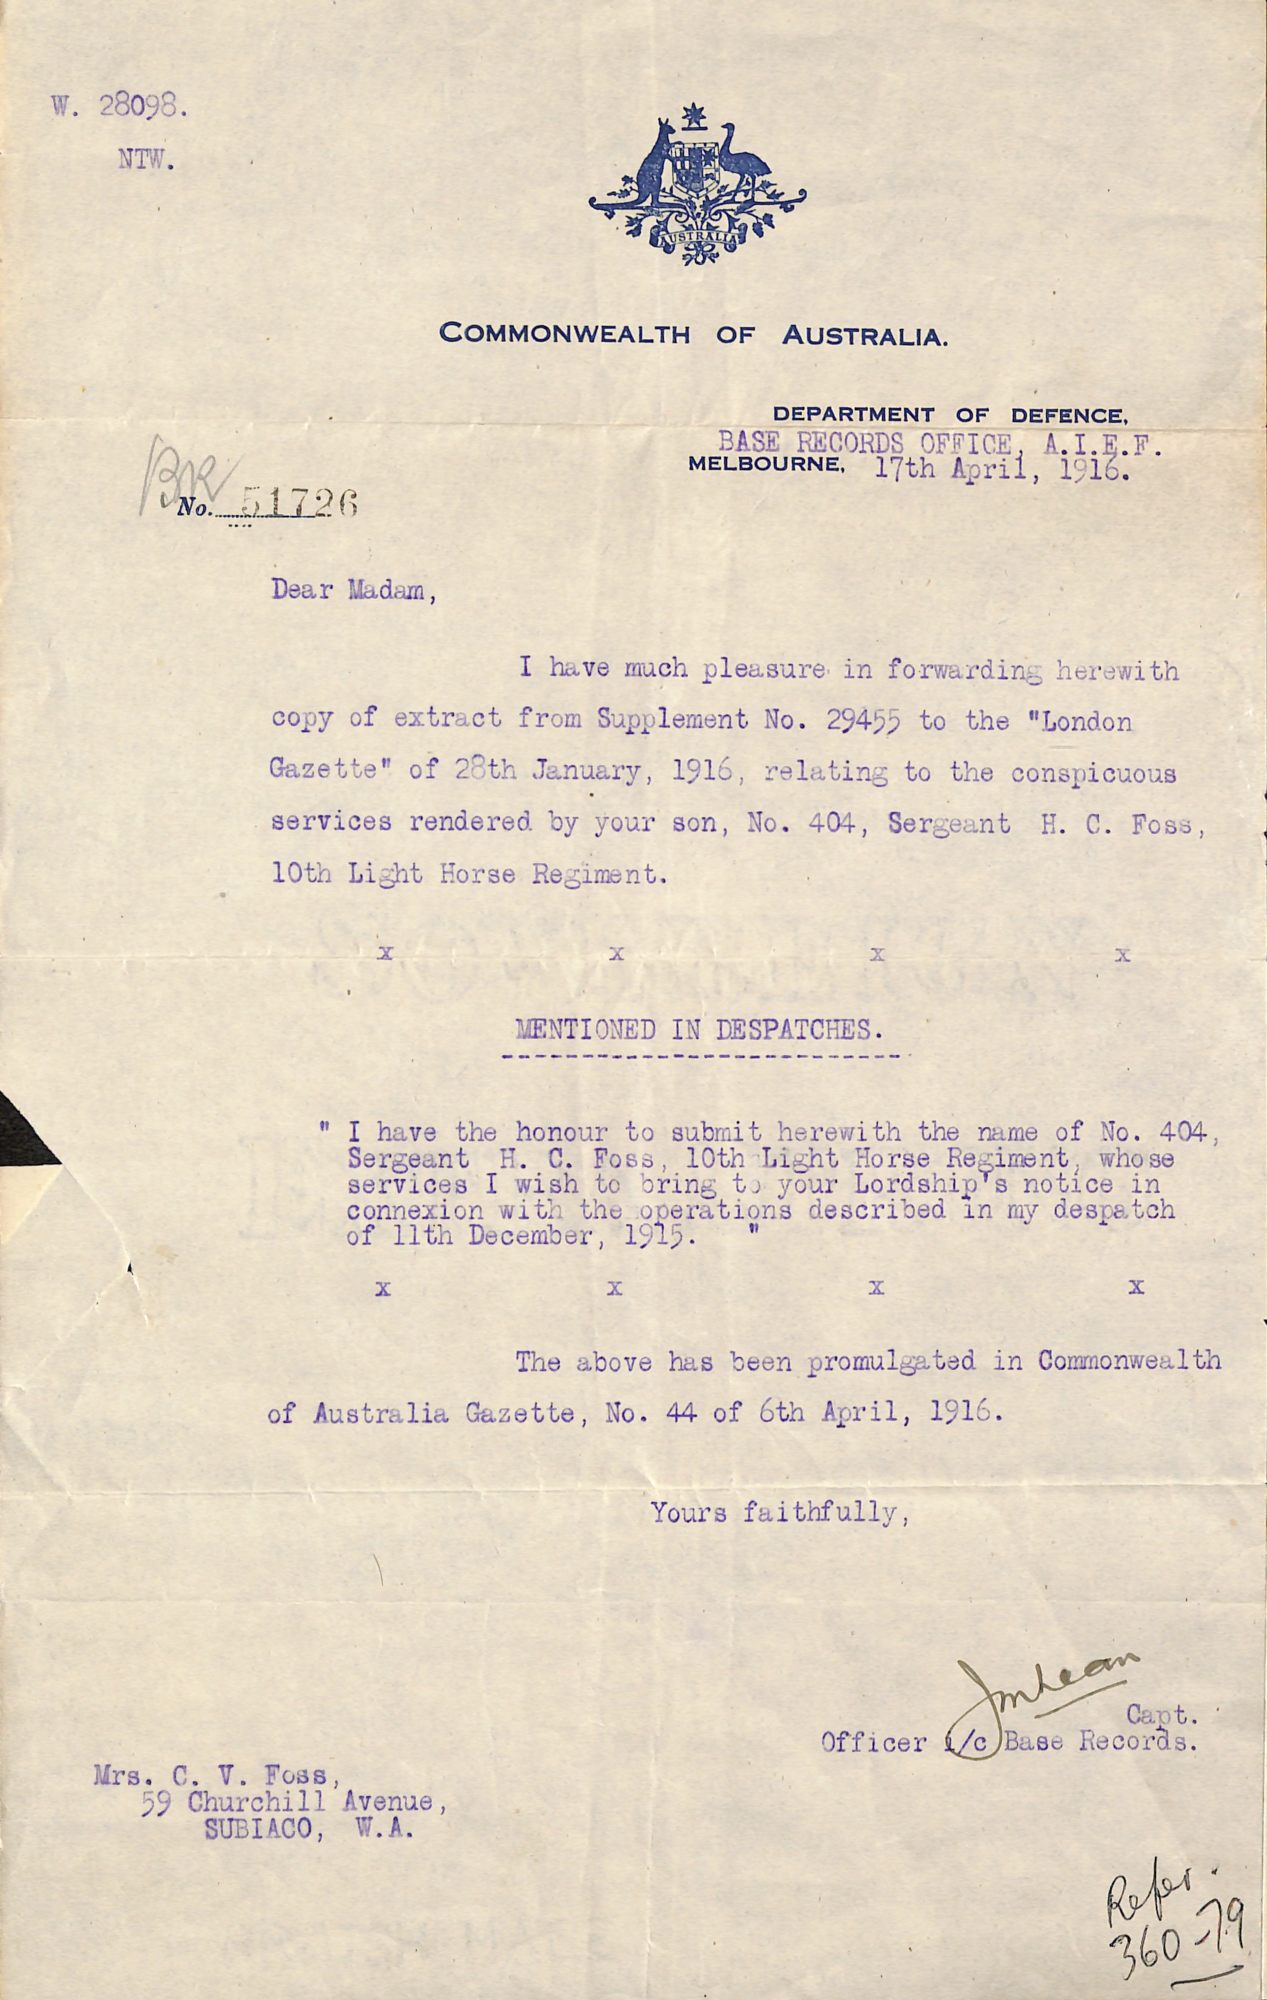 W. 28098.
NTW.
AUSTRALIA
COMMONWEALTH OF AUSTRALIA.
DEPARTMENT OF DEFENCE,
BASE RECORDS OFFICE, A.I.E.F.
MELBOURNE, 17th April, 1916.
BR
No. 51726
Dear Madam,
I have much pleasure in forwarding herewith
copy of extract from Supplement No. 29455 to the "London
Gazette" of 28th January, 1916, relating to the conspicuous
services rendered by your son, No. 404, Sergeant H. C. Foss,
10th Light Horse Regiment.
x x x x
MENTIONED IN DESPATCHES.
" I have the honour to submit herewith the name of No. 404,
Sergeant H. C. Foss, 10th Light Horse Regiment, whose
services I wish to bring to your Lordship's notice in
connexion with the operations described in my despatch
of 11th December, 1915. "
x x x x
The above has been promulgated in Commonwealth
of Australia Gazette, No. 44 of 6th April, 1916.
Yours faithfully,
JMLean
Capt.
Officer i/c Base Records.
Mrs. C. V. Foss,
59 Churchill Avenue,
SUBIACO, W.A.
Refer.
360-79